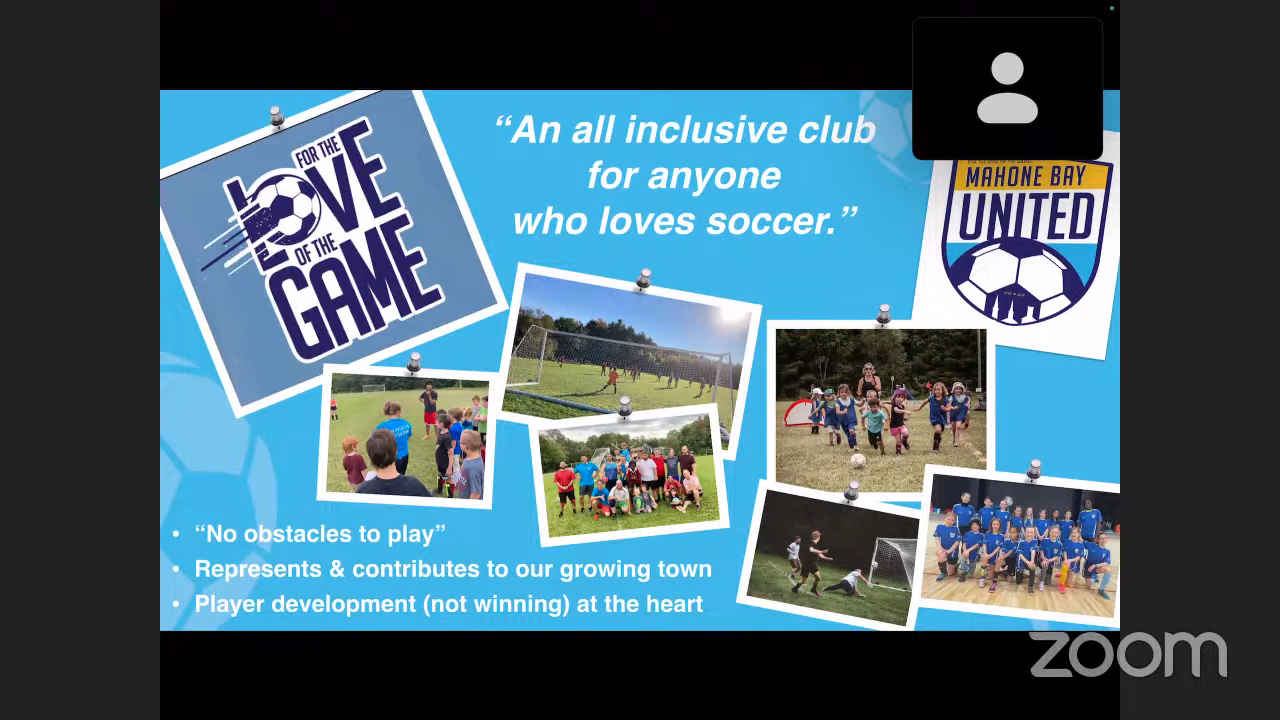 “An all inclusive club
for anyone
who loves soccer.”
FOR THE
LOVE
OF THE
GAME
MAHONE BAY
UNITED
• “No obstacles to play”
• Represents & contributes to our growing town
• Player development (not winning) at the heart
zoom